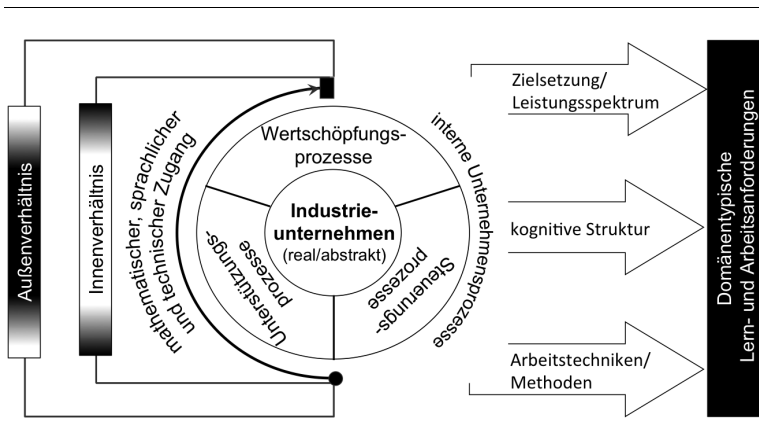 Außenverhältnis
Innenverhältnis
mathematischer, sprachlicher
und technischer Zugang
Wertschöpfungs-
prozesse
Industrie-
unternehmen
(real/abstrakt)
Unterstützungs-
prozesse
Steuerungs-
prozesse
interne Unternehmensprozesse
Zielsetzung/
Leistungsspektrum
kognitive Struktur
Arbeitstechniken/
Methoden
Domänentypische
Lern- und Arbeitsanforderungen